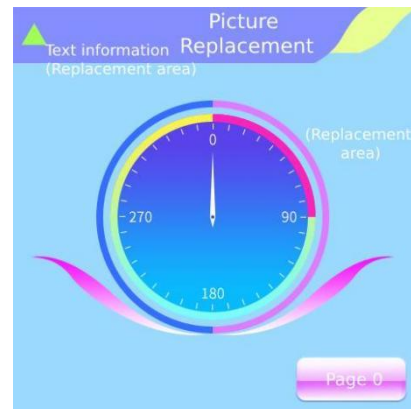 Picture
Replacement
Text information
(Replacement area)
(Replacement
area)
0
270
90
180
Page 0